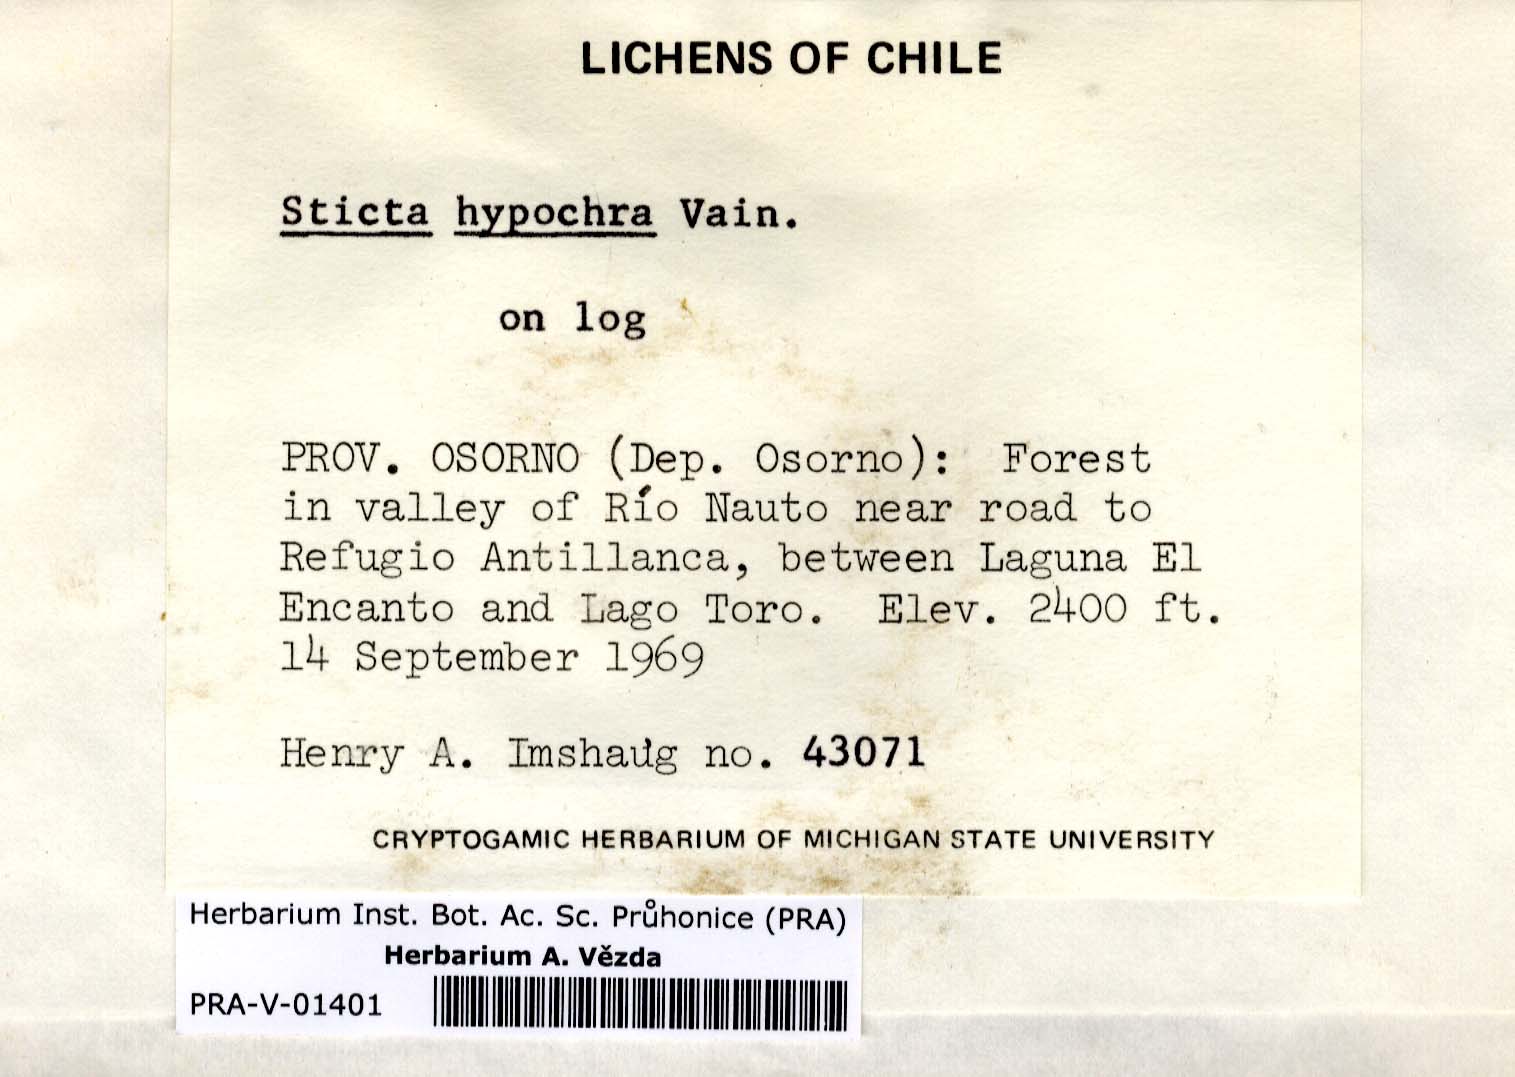 LICHENS OF CHILE
Sticta hypochra Vain.
on log
PROV. OSORNO (Dep. Osorno): Forest
in valley of Río Nauto near road to
Refugio Antillanca, between Laguna El
Encanto and Lago Toro. Elev. 2400 ft.
14 September 1969
Henry A. Imshaug no. 43071
CRYPTOGAMIC HERBARIUM OF MICHIGAN STATE UNIVERSITY
Herbarium Inst. Bot. Ac. Sc. Průhonice (PRA)
Herbarium A. Vězda
PRA-V-01401